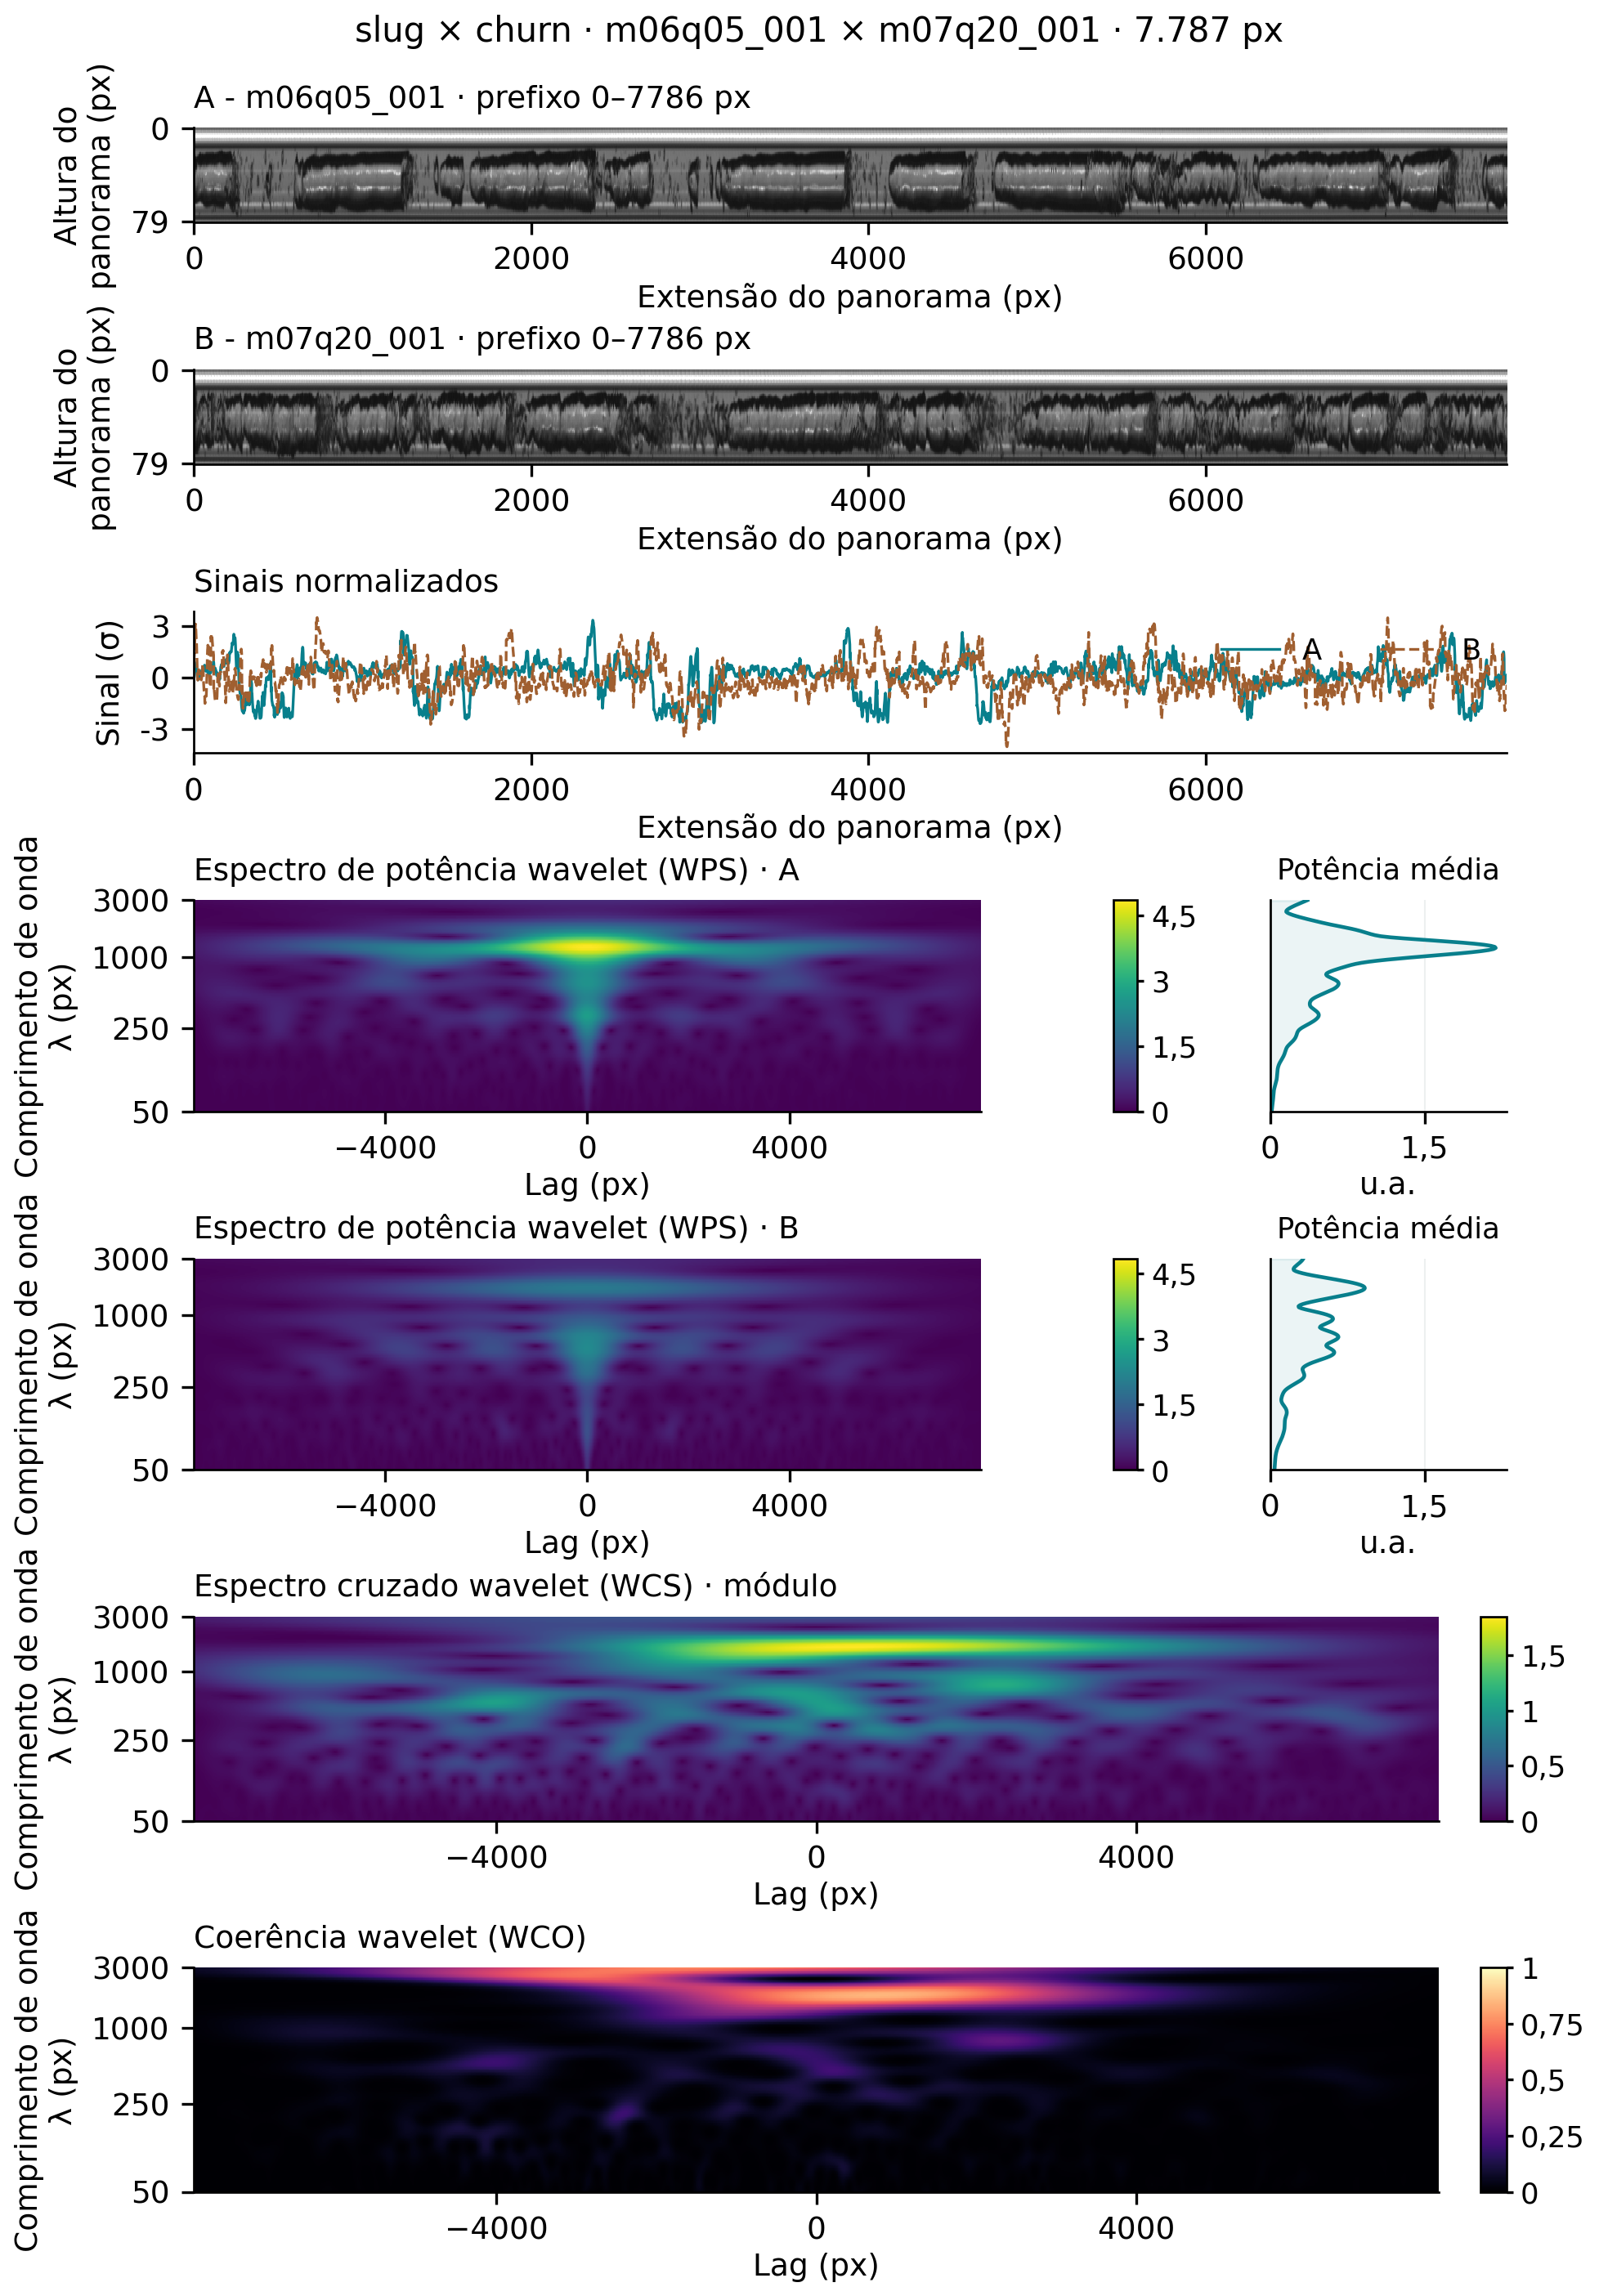 slug × churn · m06q05_001 × m07q20_001 · 7.787 px
A - m06q05_001 · prefixo 0–7786 px
Altura do
panorama (px)
0
79
0 2000 4000 6000
Extensão do panorama (px)
B - m07q20_001 · prefixo 0–7786 px
Altura do
panorama (px)
0
79
0 2000 4000 6000
Extensão do panorama (px)
Sinais normalizados
Sinal (σ)
3
0
-3
A B
0 2000 4000 6000
Extensão do panorama (px)
Espectro de potência wavelet (WPS) · A
Comprimento de onda
λ (px)
3000
1000
250
50
−4000 0 4000
Lag (px)
4,5
3
1,5
0
Potência média
0 1,5
u.a.
Espectro de potência wavelet (WPS) · B
Comprimento de onda
λ (px)
3000
1000
250
50
−4000 0 4000
Lag (px)
4,5
3
1,5
0
Potência média
0 1,5
u.a.
Espectro cruzado wavelet (WCS) · módulo
Comprimento de onda
λ (px)
3000
1000
250
50
−4000 0 4000
Lag (px)
1,5
1
0,5
0
Coerência wavelet (WCO)
Comprimento de onda
λ (px)
3000
1000
250
50
−4000 0 4000
Lag (px)
1
0,75
0,5
0,25
0